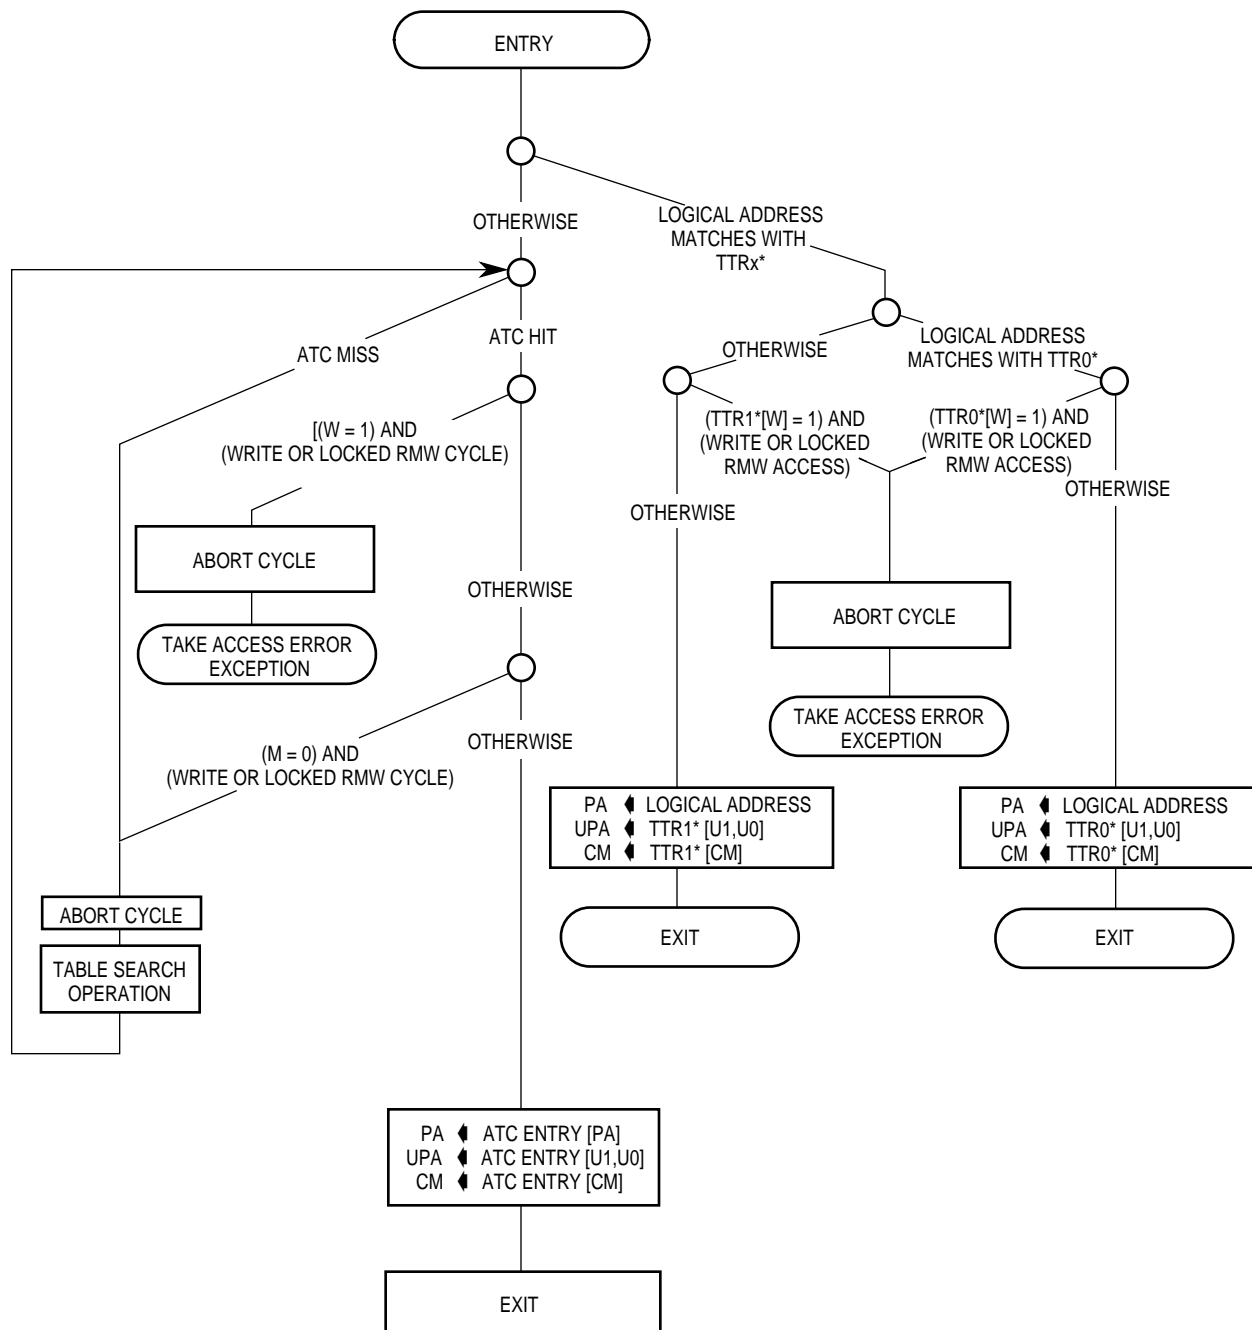 ENTRY
OTHERWISE
LOGICAL ADDRESS
MATCHES WITH
TTRx*
ATC MISS
ATC HIT
OTHERWISE
LOGICAL ADDRESS
MATCHES WITH TTR0*
[(W = 1) AND
(WRITE OR LOCKED RMW CYCLE)
(TTR1*[W] = 1) AND
(WRITE OR LOCKED
RMW ACCESS)
(TTR0*[W] = 1) AND
(WRITE OR LOCKED
RMW ACCESS)
OTHERWISE
OTHERWISE
ABORT CYCLE
TAKE ACCESS ERROR
EXCEPTION
OTHERWISE
ABORT CYCLE
TAKE ACCESS ERROR
EXCEPTION
(M = 0) AND
(WRITE OR LOCKED RMW CYCLE)
OTHERWISE
PA LOGICAL ADDRESS
UPA TTR1* [U1,U0]
CM TTR1* [CM]
PA LOGICAL ADDRESS
UPA TTR0* [U1,U0]
CM TTR0* [CM]
ABORT CYCLE
TABLE SEARCH
OPERATION
EXIT
EXIT
PA ATC ENTRY [PA]
UPA ATC ENTRY [U1,U0]
CM ATC ENTRY [CM]
EXIT